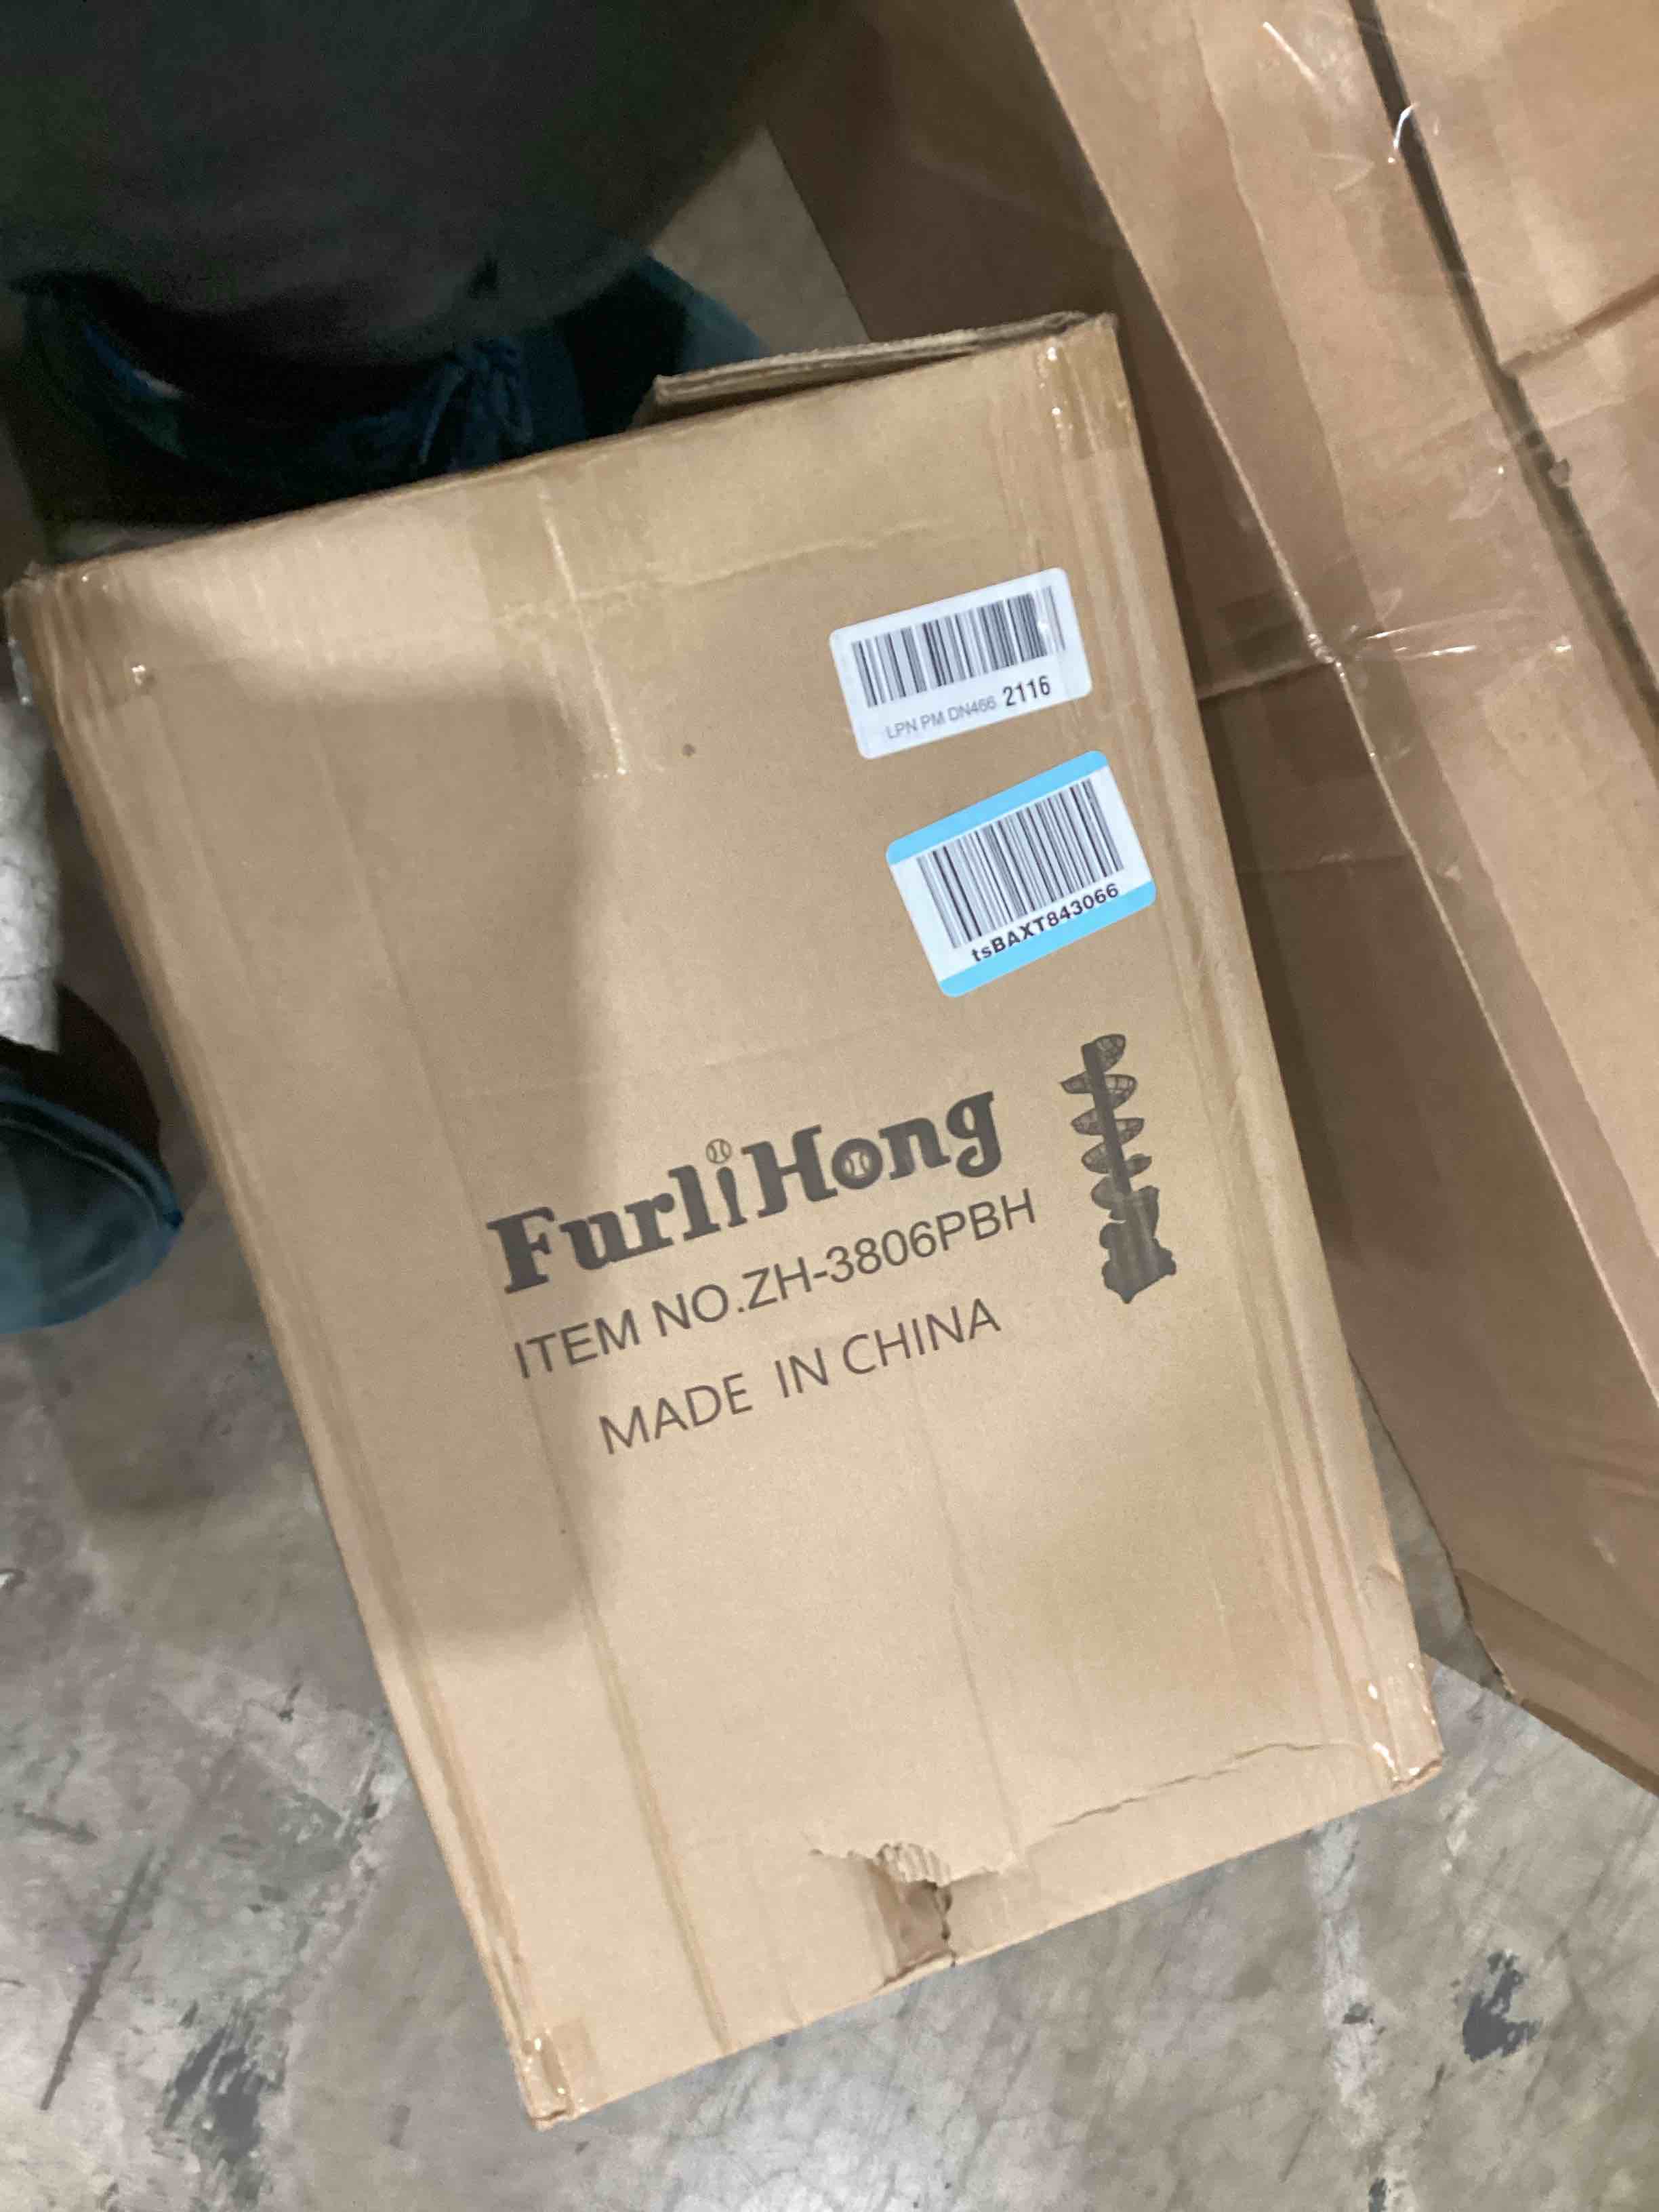 LPN PM DN466 2116
tsBAXT843066
FurliHong
ITEM NO.ZH-3806PBH
MADE IN CHINA